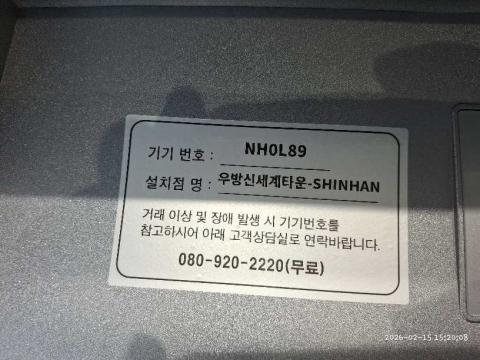 기기 번호 : NH0L89
설치점 명 : 우방신세계타운-SHINHAN
거래 이상 및 장애 발생 시 기기번호를
참고하시어 아래 고객상담실로 연락바랍니다.
080-920-2220(무료)
2026-02-15 15:20:08